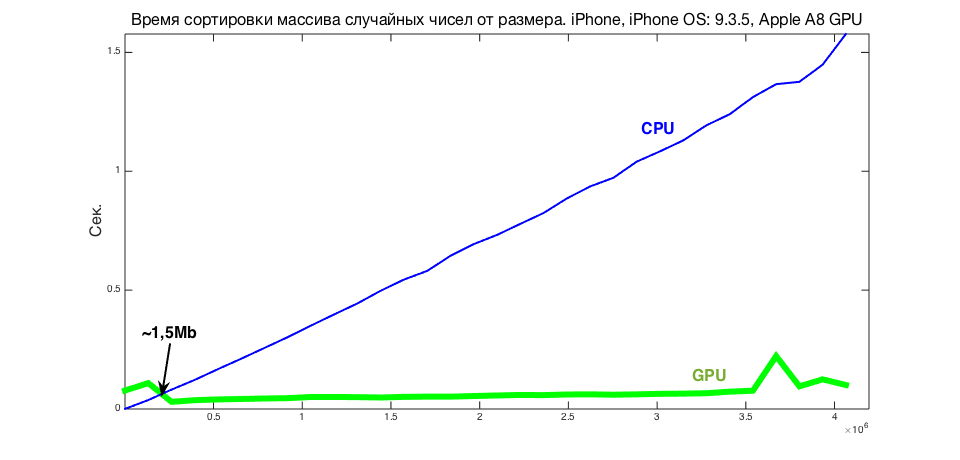 Время сортировки массива случайных чисел от размера. iPhone, iPhone OS: 9.3.5, Apple A8 GPU
1.5
CPU
1
Сек.
0.5
~1,5Mb
GPU
0
0.5
1
1.5
2
2.5
3
3.5
4
×10⁶